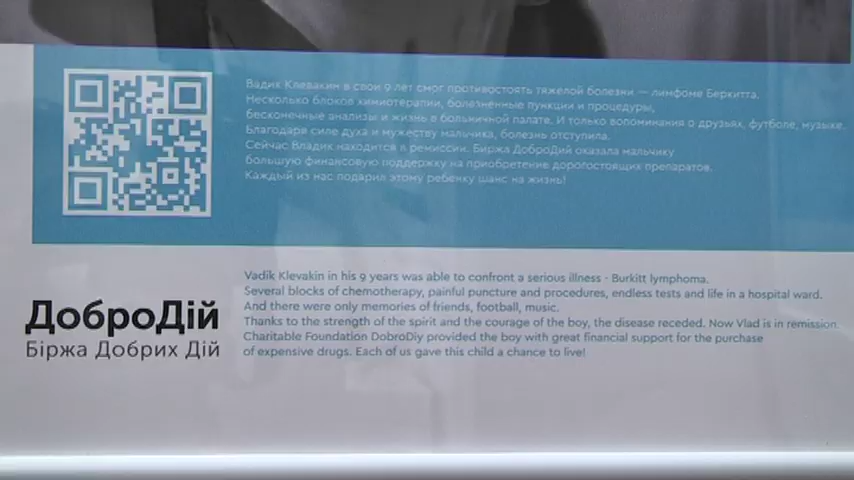 Вадик Клевакин в свои 9 лет смог противостоять тяжелой болезни — лимфоме Беркитта.
Несколько блоков химиотерапии, болезненные пункции и процедуры,
бесконечные анализы и жизнь в больничной палате. И только воспоминания о друзьях, футболе, музыке.
Благодаря силе духа и мужеству мальчика, болезнь отступила.
Сейчас Владик находится в ремиссии. Биржа ДоброДий оказала мальчику
большую финансовую поддержку на приобретение дорогостоящих препаратов.
Каждый из нас подарил этому ребенку шанс на жизнь!
Vadik Klevakin in his 9 years was able to confront a serious illness - Burkitt lymphoma.
Several blocks of chemotherapy, painful puncture and procedures, endless tests and life in a hospital ward.
And there were only memories of friends, football, music.
Thanks to the strength of the spirit and the courage of the boy, the disease receded. Now Vlad is in remission.
Charitable Foundation DobroDiy provided the boy with great financial support for the purchase
of expensive drugs. Each of us gave this child a chance to live!
ДоброДій
Біржа Добрих Дій